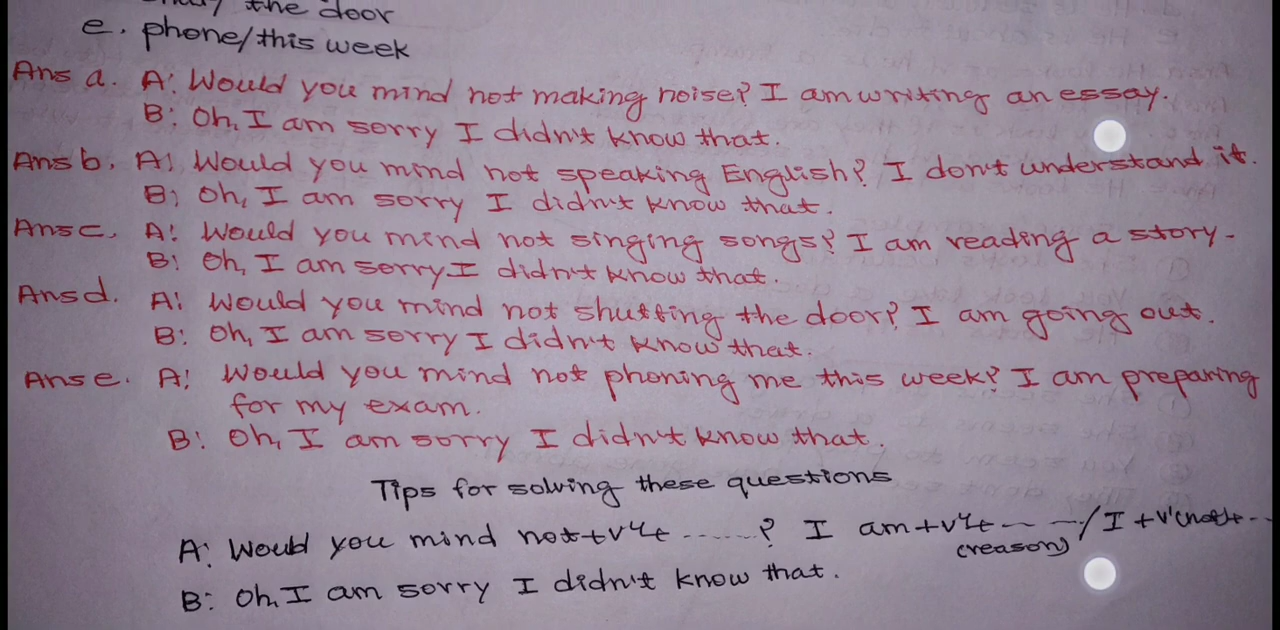 the door
e. phone/this week
Ans a. A: Would you mind not making noise? I am writing an essay.
B: Oh, I am sorry I didn't know that.
Ans b. A: Would you mind not speaking English? I don't understand it.
B: Oh, I am sorry I didn't know that.
Ans c. A: Would you mind not singing songs? I am reading a story.
B: Oh, I am sorry I didn't know that.
Ans d. A: Would you mind not shutting the door? I am going out.
B: Oh, I am sorry I didn't know that.
Ans e. A: Would you mind not phoning me this week? I am preparing
for my exam.
B: Oh, I am sorry I didn't know that.
Tips for solving these questions
A: Would you mind not+v4+ ......? I am+v4+ --- --/I +v'(not)+ ---
(reason)
B: Oh, I am sorry I didn't know that.